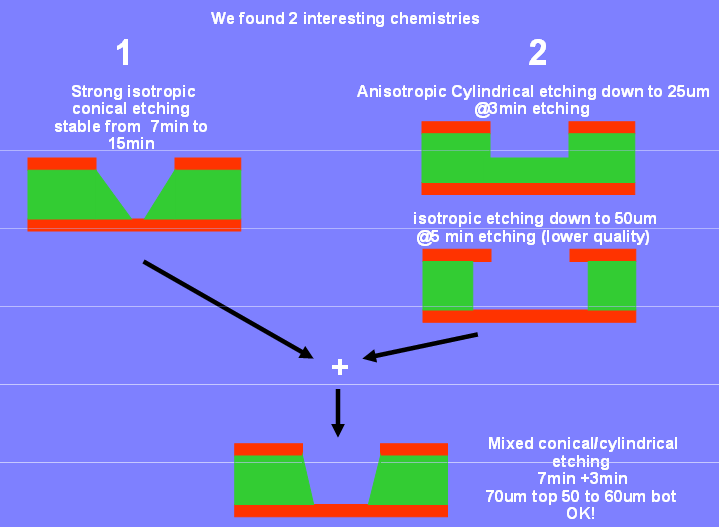 We found 2 interesting chemistries
1
Strong isotropic
conical etching
stable from  7min to
15min
2
Anisotropic Cylindrical etching down to 25um
@3min etching
isotropic etching down to 50um
@5 min etching (lower quality)
+
Mixed conical/cylindrical
etching
7min +3min
70um top 50 to 60um bot
OK!